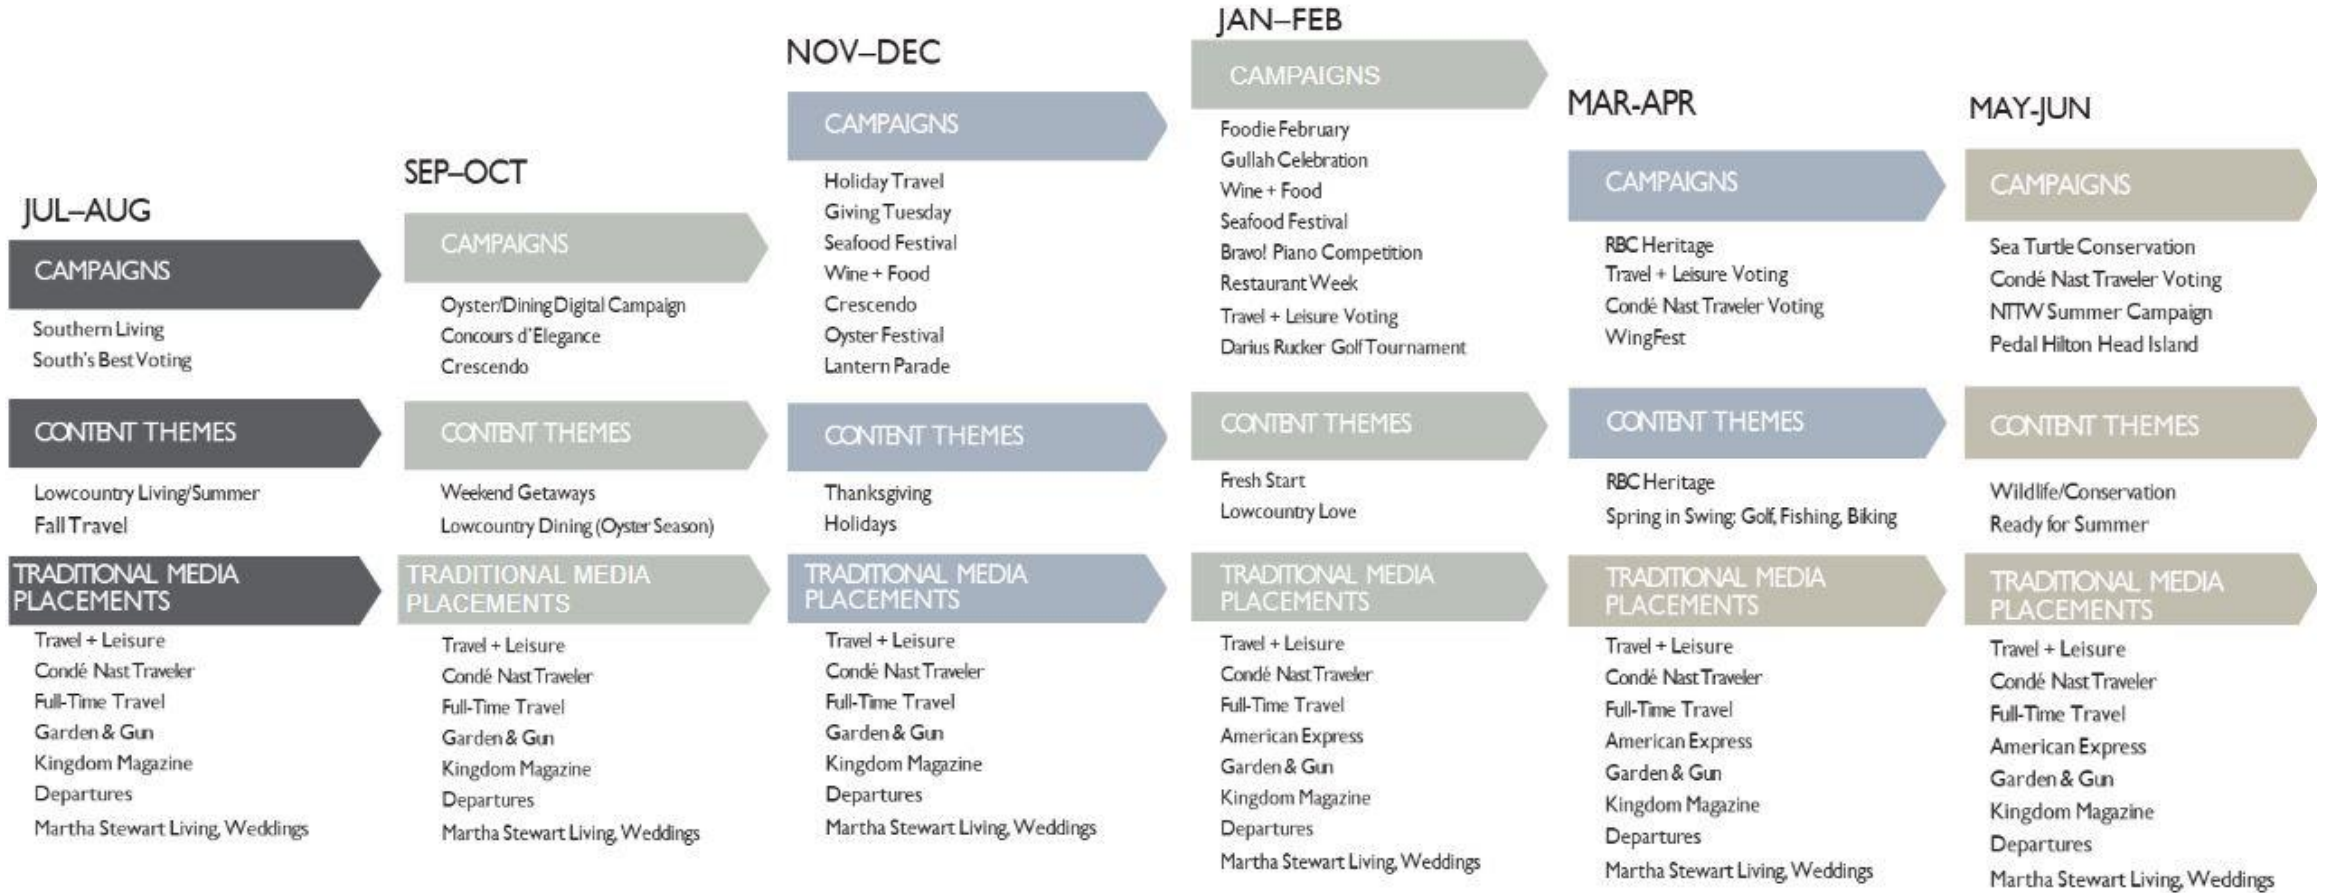 JUL–AUG
CAMPAIGNS
Southern Living
South's Best Voting
CONTENT THEMES
Lowcountry Living/Summer
Fall Travel
TRADITIONAL MEDIA
PLACEMENTS
Travel + Leisure
Condé Nast Traveler
Full-Time Travel
Garden & Gun
Kingdom Magazine
Departures
Martha Stewart Living, Weddings
SEP–OCT
CAMPAIGNS
Oyster/Dining Digital Campaign
Concours d'Elegance
Crescendo
CONTENT THEMES
Weekend Getaways
Lowcountry Dining (Oyster Season)
TRADITIONAL MEDIA
PLACEMENTS
Travel + Leisure
Condé Nast Traveler
Full-Time Travel
Garden & Gun
Kingdom Magazine
Departures
Martha Stewart Living, Weddings
NOV–DEC
CAMPAIGNS
Holiday Travel
Giving Tuesday
Seafood Festival
Wine + Food
Crescendo
Oyster Festival
Lantern Parade
CONTENT THEMES
Thanksgiving
Holidays
TRADITIONAL MEDIA
PLACEMENTS
Travel + Leisure
Condé Nast Traveler
Full-Time Travel
Garden & Gun
Kingdom Magazine
Departures
Martha Stewart Living, Weddings
JAN–FEB
CAMPAIGNS
Foodie February
Gullah Celebration
Wine + Food
Seafood Festival
Bravo! Piano Competition
Restaurant Week
Travel + Leisure Voting
Darius Rucker Golf Tournament
CONTENT THEMES
Fresh Start
Lowcountry Love
TRADITIONAL MEDIA
PLACEMENTS
Travel + Leisure
Condé Nast Traveler
Full-Time Travel
American Express
Garden & Gun
Kingdom Magazine
Departures
Martha Stewart Living, Weddings
MAR-APR
CAMPAIGNS
RBC Heritage
Travel + Leisure Voting
Condé Nast Traveler Voting
WingFest
CONTENT THEMES
RBC Heritage
Spring in Swing: Golf, Fishing, Biking
TRADITIONAL MEDIA
PLACEMENTS
Travel + Leisure
Condé Nast Traveler
Full-Time Travel
American Express
Garden & Gun
Kingdom Magazine
Departures
Martha Stewart Living, Weddings
MAY-JUN
CAMPAIGNS
Sea Turtle Conservation
Condé Nast Traveler Voting
NTTW Summer Campaign
Pedal Hilton Head Island
CONTENT THEMES
Wildlife/Conservation
Ready for Summer
TRADITIONAL MEDIA
PLACEMENTS
Travel + Leisure
Condé Nast Traveler
Full-Time Travel
American Express
Garden & Gun
Kingdom Magazine
Departures
Martha Stewart Living, Weddings